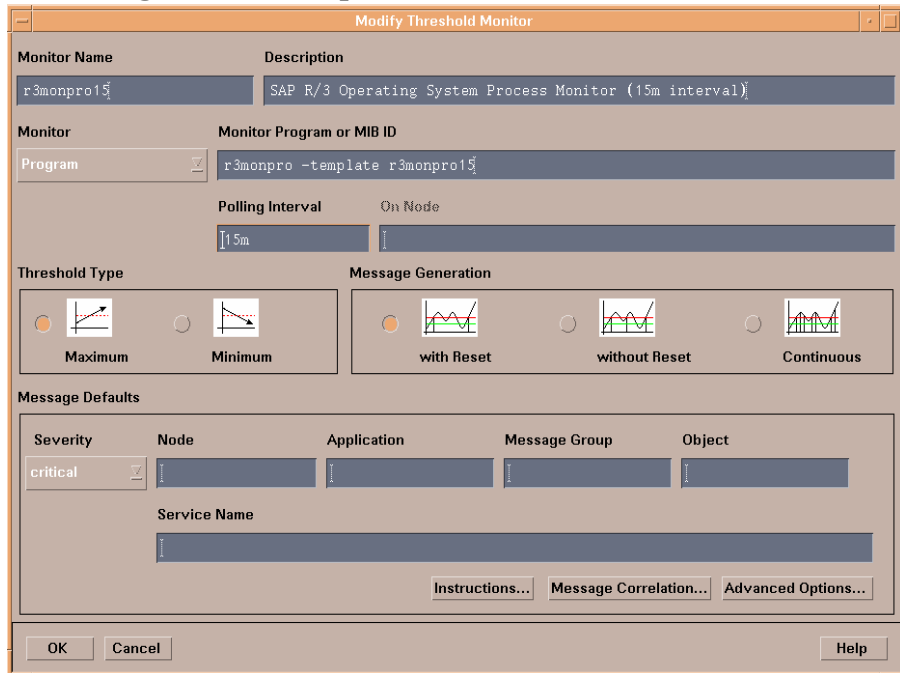 Modify Threshold Monitor
Monitor Name Description
r3monpro15 SAP R/3 Operating System Process Monitor (15m interval)
Monitor Monitor Program or MIB ID
Program r3monpro -template r3monpro15
Polling Interval On Node
15m
Threshold Type Message Generation
Maximum Minimum with Reset without Reset Continuous
Message Defaults
Severity Node Application Message Group Object
critical
Service Name
Instructions... Message Correlation... Advanced Options...
OK Cancel Help